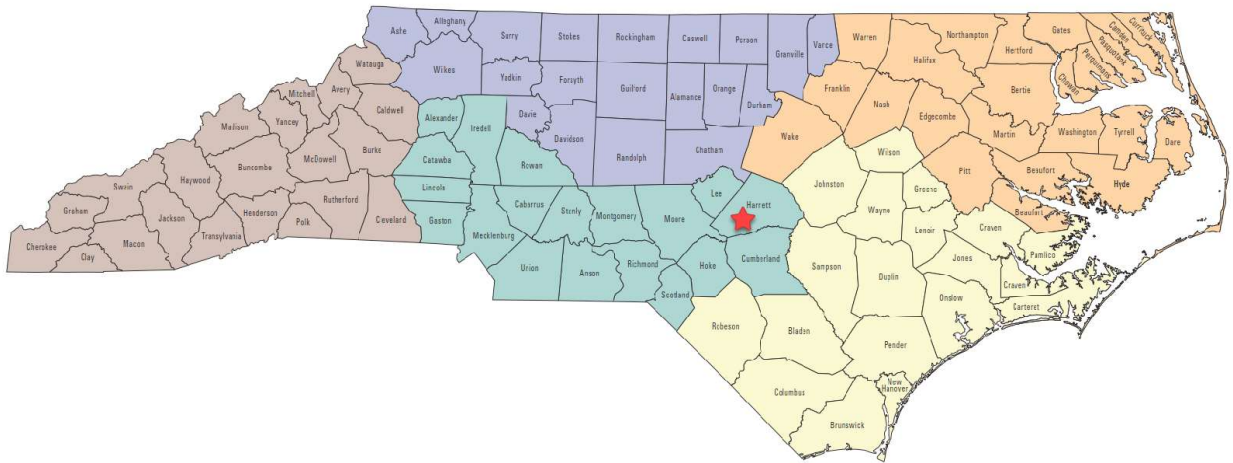 Ashe
Alleghany
Surry
Stokes
Rockingham
Caswell
Person
Granville
Vance
Warren
Northampton
Gates
Camden
Currituck
Pasquotank
Perquimans
Chowan
Hertford
Halifax
Watauga
Wilkes
Yadkin
Forsyth
Guilford
Alamance
Orange
Durham
Franklin
Nash
Edgecombe
Bertie
Martin
Washington
Tyrrell
Dare
Mitchell
Avery
Caldwell
Alexander
Iredell
Davie
Davidson
Randolph
Chatham
Wake
Madison
Yancey
Burke
McDowell
Catawba
Rowan
Wilson
Pitt
Beaufort
Hyde
Buncombe
Haywood
Swain
Rutherford
Lincoln
Cabarrus
Stanly
Montgomery
Moore
Lee
Harnett
Johnston
Greene
Wayne
Beaufort
Graham
Jackson
Henderson
Polk
Cleveland
Gaston
Mecklenburg
Lenoir
Craven
Cherokee
Clay
Macon
Transylvania
Union
Anson
Richmond
Hoke
Cumberland
Sampson
Duplin
Jones
Pamlico
Craven
Carteret
Scotland
Onslow
Robeson
Bladen
Pender
Columbus
New
Hanover
Brunswick